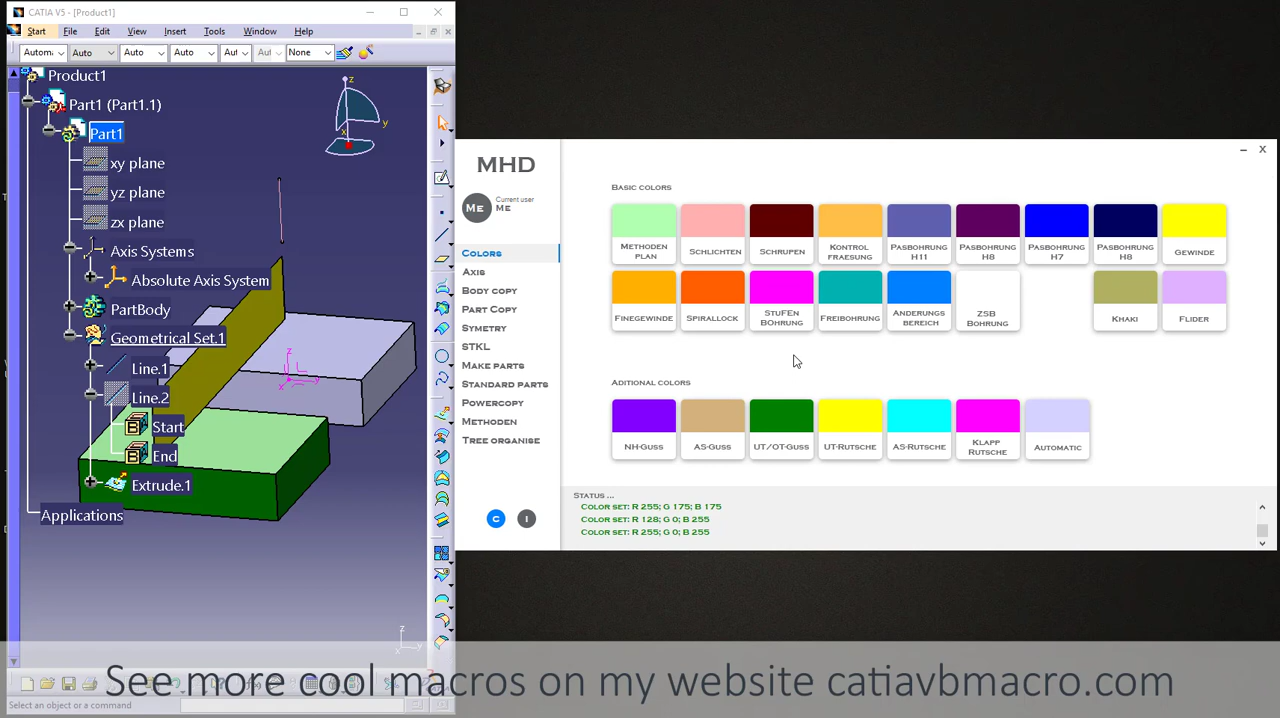 CATIA V5 - [Product1]
Start File Edit View Insert Tools Window Help
Automa Auto Auto Auto Aut Aut None
Product1
Part1 (Part1.1)
Part1
xy plane
yz plane
zx plane
Axis Systems
Absolute Axis System
PartBody
Geometrical Set.1
Line.1
Line.2
Start
End
Extrude.1
Applications
z
y
x
z
x
L
y
z
x
y
Select an object or a command
MHD
Me
Current user
Me
Colors
Axis
Body copy
Part Copy
Symetry
STKL
Make parts
Standard parts
Powercopy
Methoden
Tree organise
C I
Basic colors
Methoden plan
Schlichten
Schrupen
Kontrol fraesung
Pasbohrung H11
Pasbohrung H8
Pasbohrung H7
Pasbohrung H8
Gewinde
Finegewinde
Spirallock
StuFEn BOhrung
Freibohrung
Anderungs bereich
ZSB Bohrung
Khaki
Flider
Aditional colors
NH-Guss
AS-Guss
UT/OT-Guss
UT-Rutsche
AS-Rutsche
Klapp Rutsche
Automatic
Status ...
Color set: R 255; G 175; B 175
Color set: R 128; G 0; B 255
Color set: R 255; G 0; B 255
See more cool macros on my website catiavbmacro.com